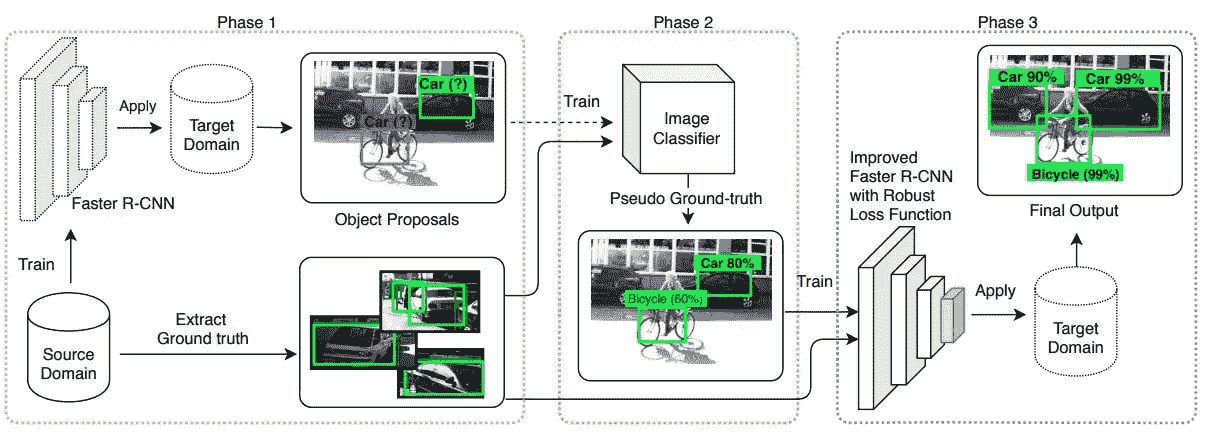 Phase 1
Phase 2
Phase 3
Apply
Target
Domain
Car (?)
Car (?)
Faster R-CNN
Object Proposals
Train
Source
Domain
Extract
Ground truth
Train
Image
Classifier
Pseudo Ground-truth
Car 80%
Bicycle (60%)
Train
Improved
Faster R-CNN
with Robust
Loss Function
Apply
Target
Domain
Car 90%
Car 99%
Bicycle (99%)
Final Output